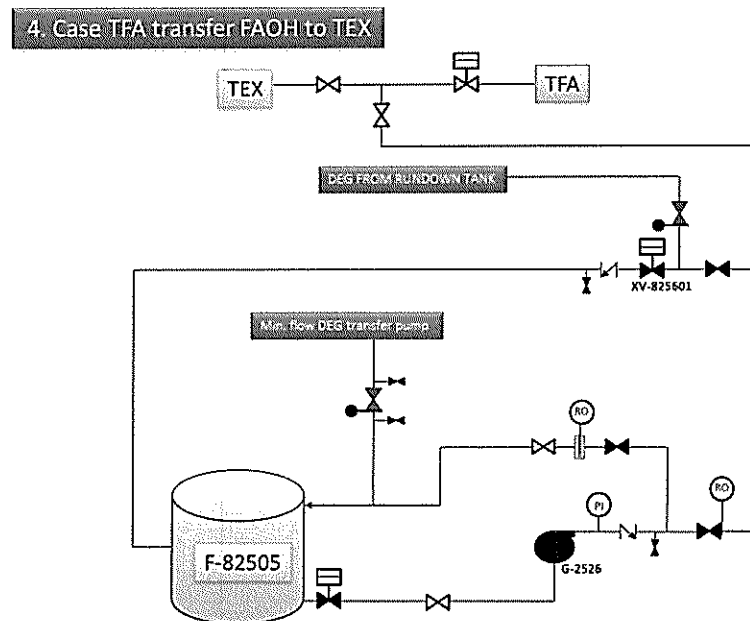 4. Case TFA transfer FAOH to TEX
TEX
TFA
DEG FROM RUNDOWN TANK
XV-825601
Min. flow DEG transfer pump
RO
PI
RO
F-82505
G-2526